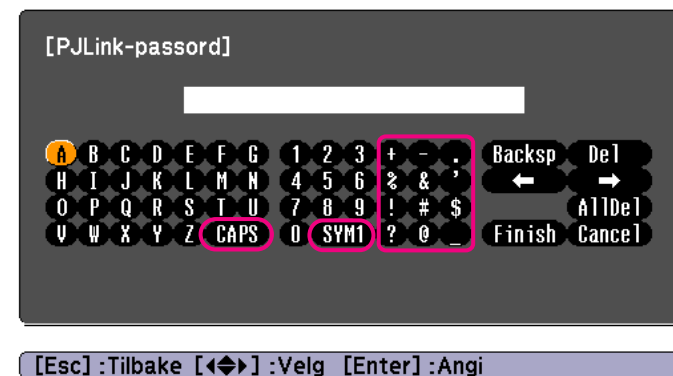 [PJLink-passord]
A B C D E F G 1 2 3 + - . Backsp Del
H I J K L M N 4 5 6 % & ' ← →
O P Q R S T U 7 8 9 ! # $ AllDel
V W X Y Z CAPS 0 SYM1 ? @ _ Finish Cancel
[Esc] :Tilbake [◀◆▶] :Velg [Enter] :Angi